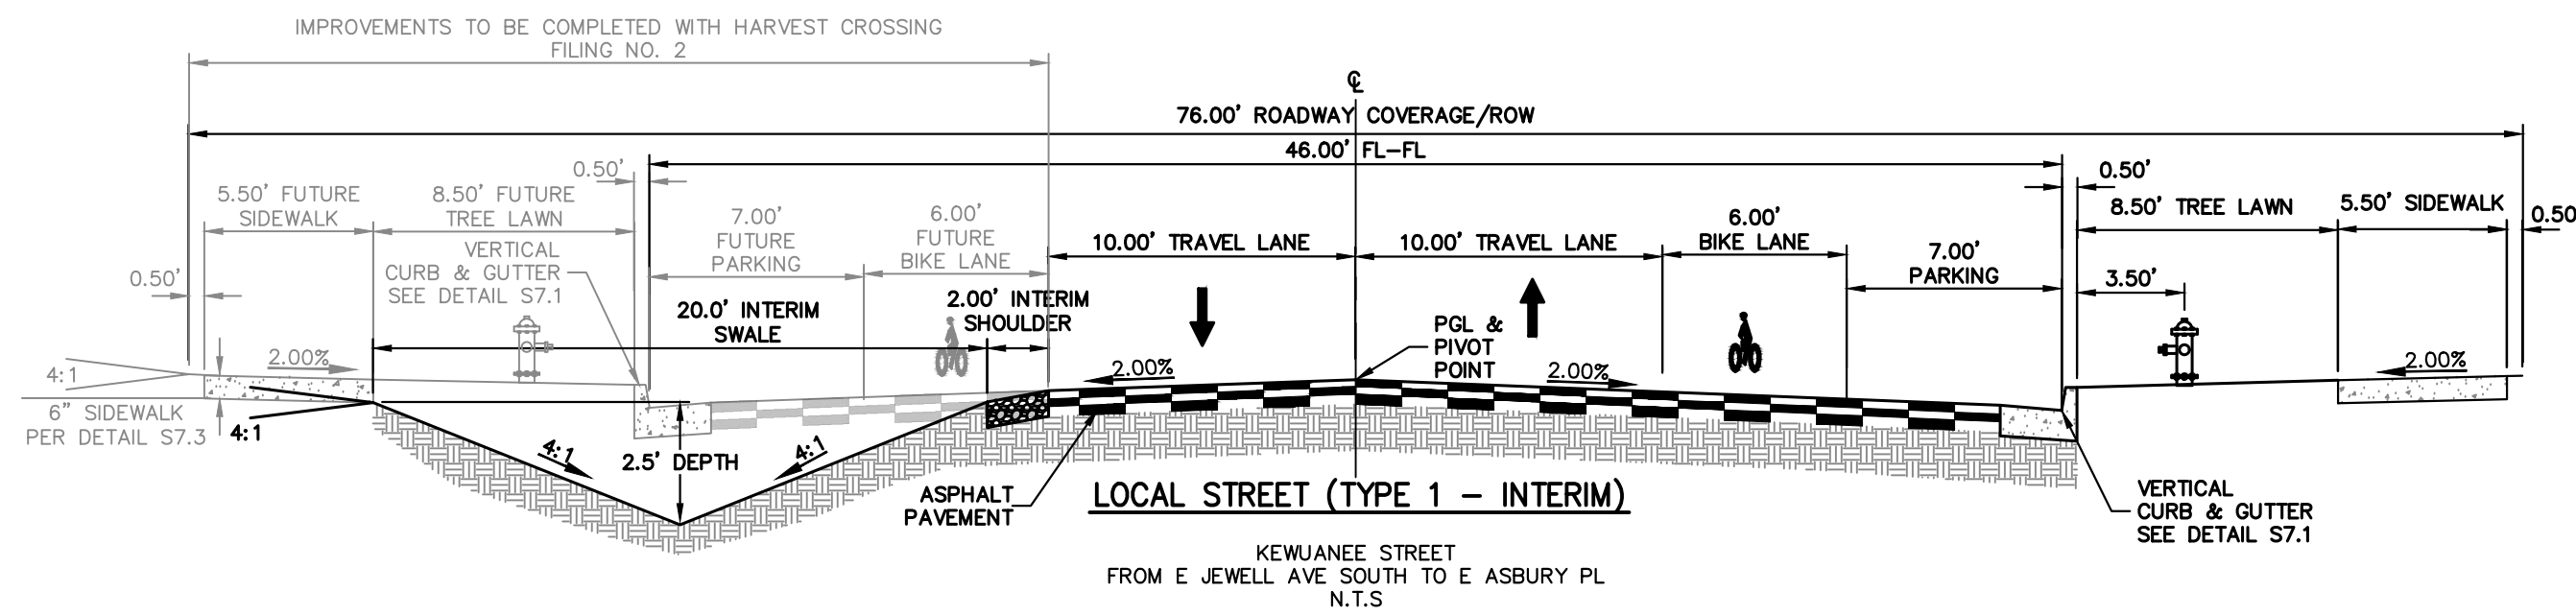 IMPROVEMENTS TO BE COMPLETED WITH HARVEST CROSSING
FILING NO. 2
℄
76.00' ROADWAY COVERAGE/ROW
46.00' FL-FL
0.50'
0.50'
5.50' FUTURE
SIDEWALK
8.50' FUTURE
TREE LAWN
7.00'
FUTURE
PARKING
6.00'
FUTURE
BIKE LANE
10.00' TRAVEL LANE
10.00' TRAVEL LANE
6.00'
BIKE LANE
7.00'
PARKING
8.50' TREE LAWN
5.50' SIDEWALK
0.50
3.50'
0.50'
VERTICAL
CURB & GUTTER
SEE DETAIL S7.1
20.0' INTERIM
SWALE
2.00' INTERIM
SHOULDER
PGL &
PIVOT
POINT
4:1
2.00%
2.00%
2.00%
2.00%
6" SIDEWALK
PER DETAIL S7.3
4:1
4:1
4:1
2.5' DEPTH
ASPHALT
PAVEMENT
VERTICAL
CURB & GUTTER
SEE DETAIL S7.1
LOCAL STREET (TYPE 1 - INTERIM)
KEWUANEE STREET
FROM E JEWELL AVE SOUTH TO E ASBURY PL
N.T.S